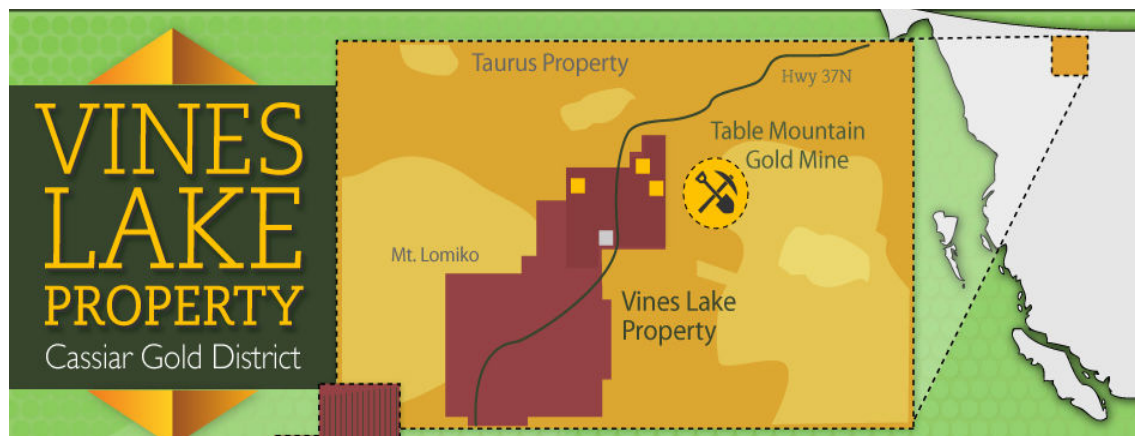 VINES
LAKE
PROPERTY
Cassiar Gold District
Taurus Property
Hwy 37N
Table Mountain
Gold Mine
Mt. Lomiko
Vines Lake
Property